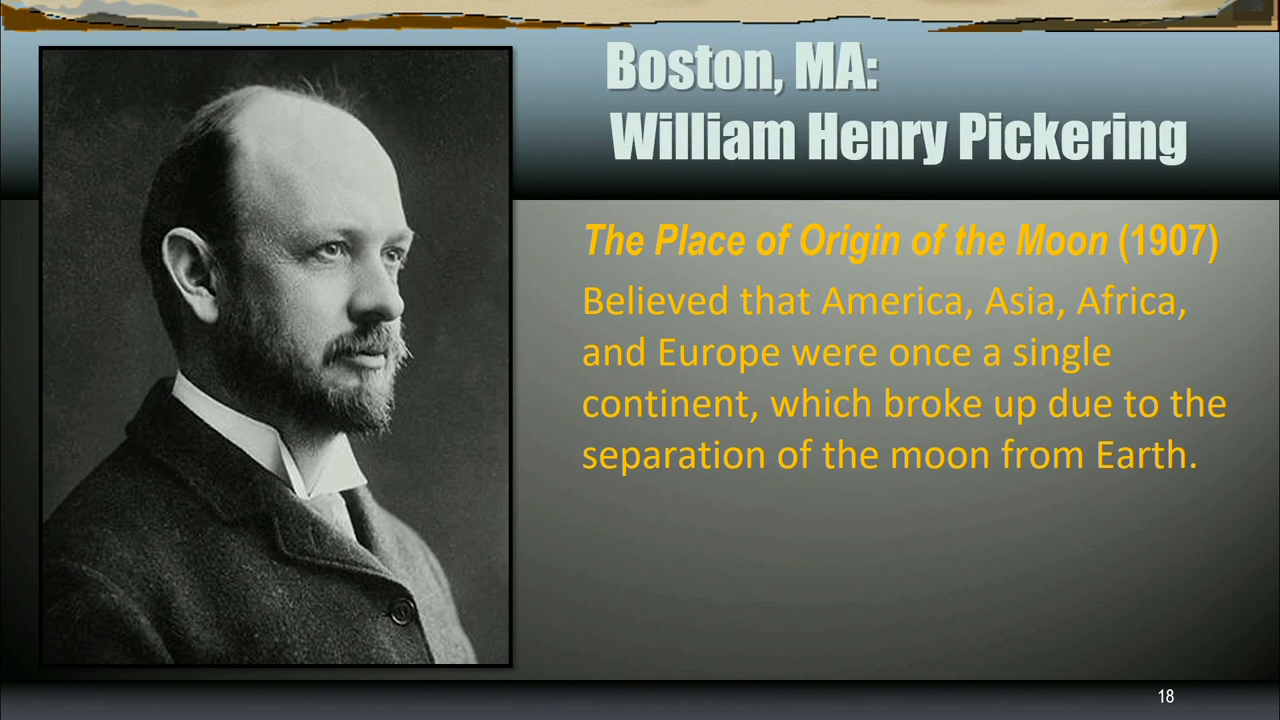 Boston, MA:
William Henry Pickering
The Place of Origin of the Moon (1907)
Believed that America, Asia, Africa,
and Europe were once a single
continent, which broke up due to the
separation of the moon from Earth.
18